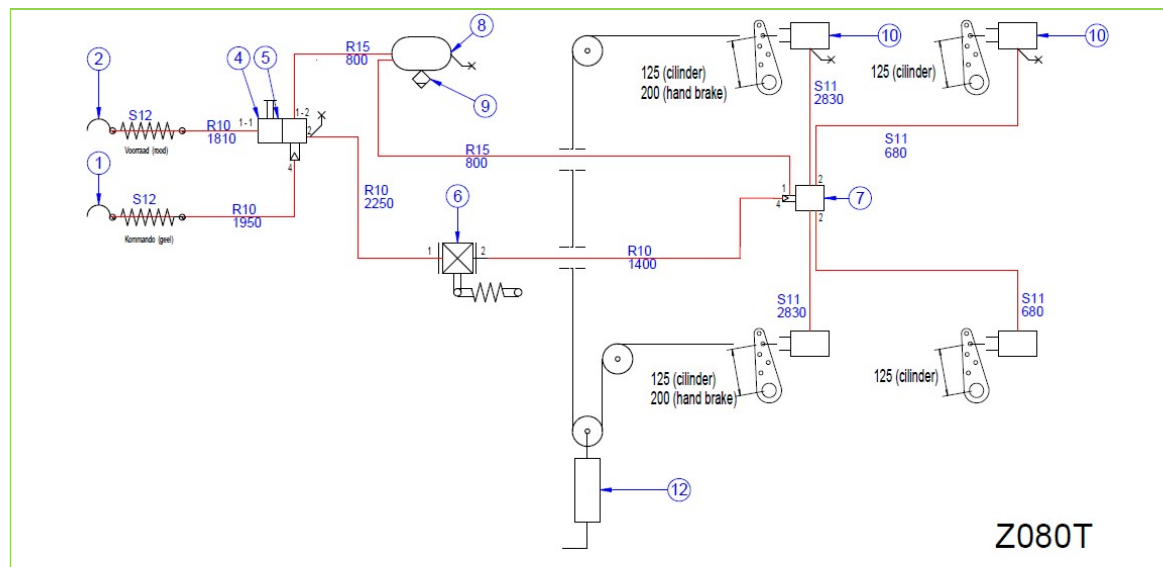 2
4
5
R15
800
8
9
125 (cilinder)
200 (hand brake)
10
125 (cilinder)
10
S12
Voorraad (rood)
R10
1810
1-1
1-2
2
4
S11
2830
S11
680
1
S12
Kommando (geel)
R10
1950
R10
2250
R15
800
6
1
2
R10
1400
1
4
2
2
7
S11
2830
S11
680
125 (cilinder)
200 (hand brake)
125 (cilinder)
12
Z080T